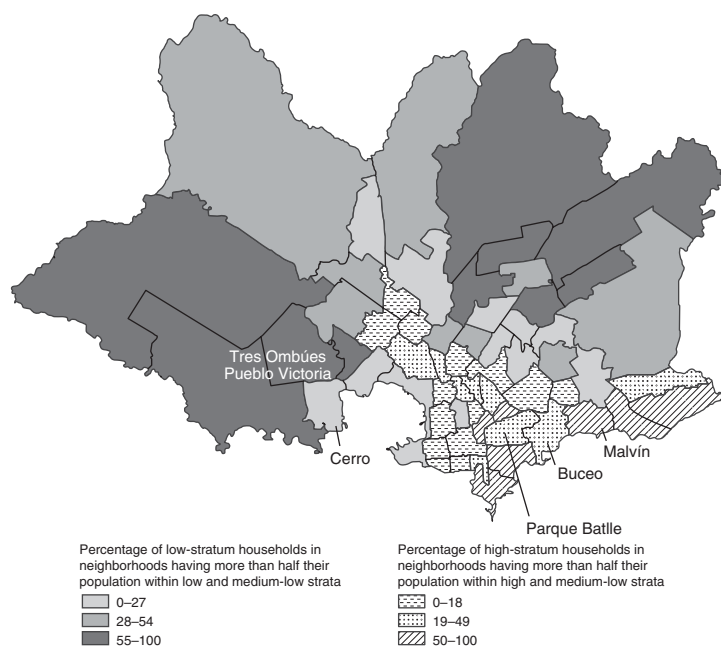 Tres Ombúes
Pueblo Victoria
Cerro
Malvín
Buceo
Parque Batlle
Percentage of low-stratum households in
neighborhoods having more than half their
population within low and medium-low strata
0–27
28–54
55–100
Percentage of high-stratum households in
neighborhoods having more than half their
population within high and medium-low strata
0–18
19–49
50–100